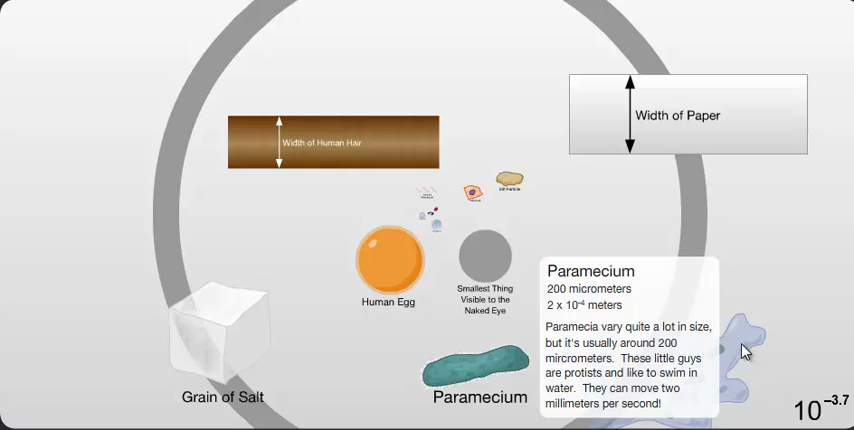 Width of Paper
Width of Human Hair
Silt Particle
Human Egg
Smallest Thing
Visible to the
Naked Eye
Grain of Salt
Paramecium
Paramecium
200 micrometers
2 x 10⁻⁴ meters
Paramecia vary quite a lot in size,
but it's usually around 200
mircrometers. These little guys
are protists and like to swim in
water. They can move two
millimeters per second!
10⁻³·⁷